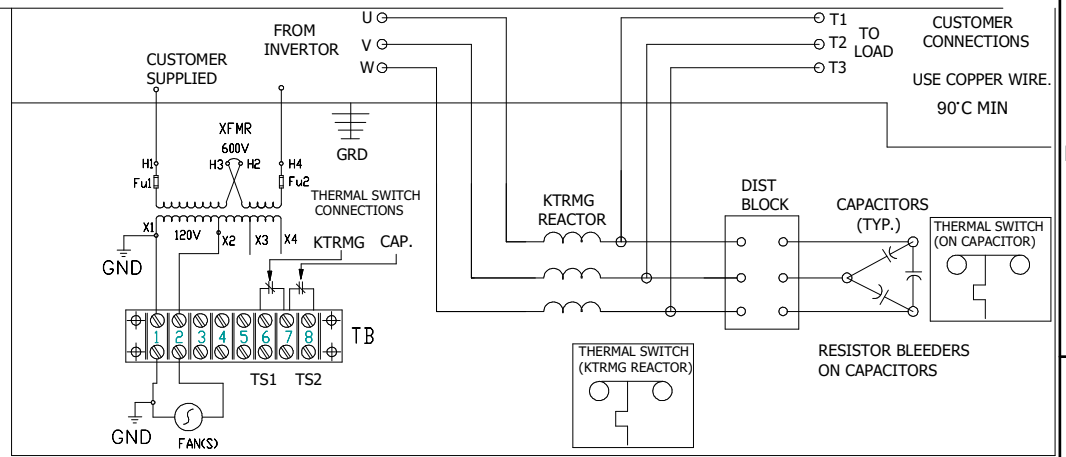 U
V
W
FROM
INVERTOR
CUSTOMER
SUPPLIED
T1
T2
T3
TO
LOAD
CUSTOMER
CONNECTIONS
USE COPPER WIRE.
90°C MIN
GRD
XFMR
600V
H1
H3
H2
H4
Fu1
Fu2
X1
120V
X2
X3
X4
GND
THERMAL SWITCH
CONNECTIONS
KTRMG
CAP.
1
2
3
4
5
6
7
8
TB
TS1
TS2
GND
FAN(S)
KTRMG
REACTOR
DIST
BLOCK
CAPACITORS
(TYP.)
THERMAL SWITCH
(ON CAPACITOR)
THERMAL SWITCH
(KTRMG REACTOR)
RESISTOR BLEEDERS
ON CAPACITORS